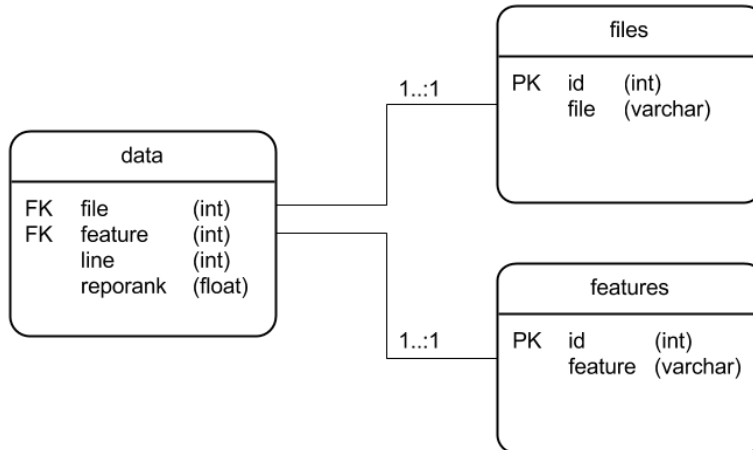 files
PK id (int)
file (varchar)
1..:1
data
FK file (int)
FK feature (int)
line (int)
reporank (float)
features
PK id (int)
feature (varchar)
1..:1